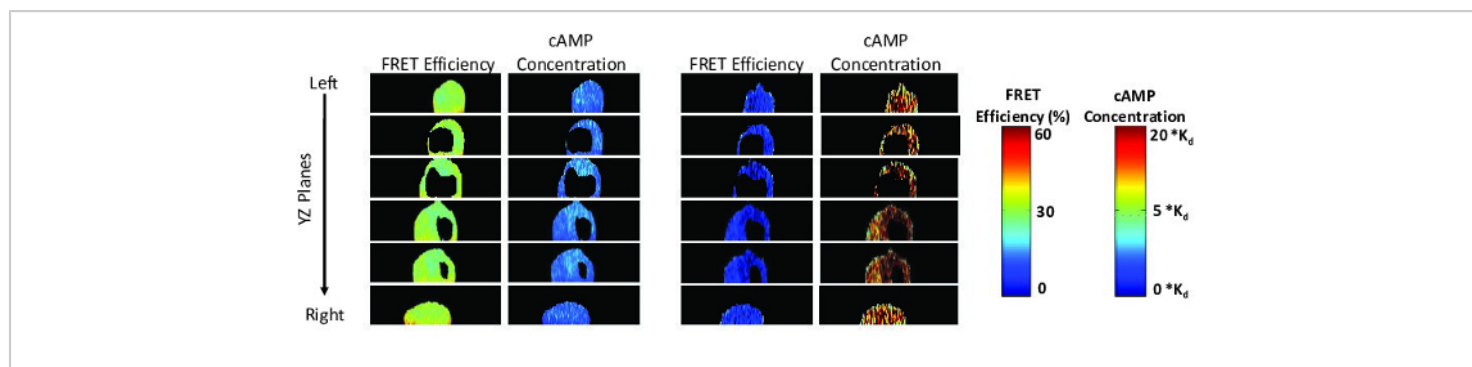 cAMP
FRET Efficiency Concentration
cAMP
FRET Efficiency Concentration
Left
YZ Planes
Right
FRET
Efficiency (%)
60
30
0
cAMP
Concentration
20 *Kd
5 *Kd
0 *Kd